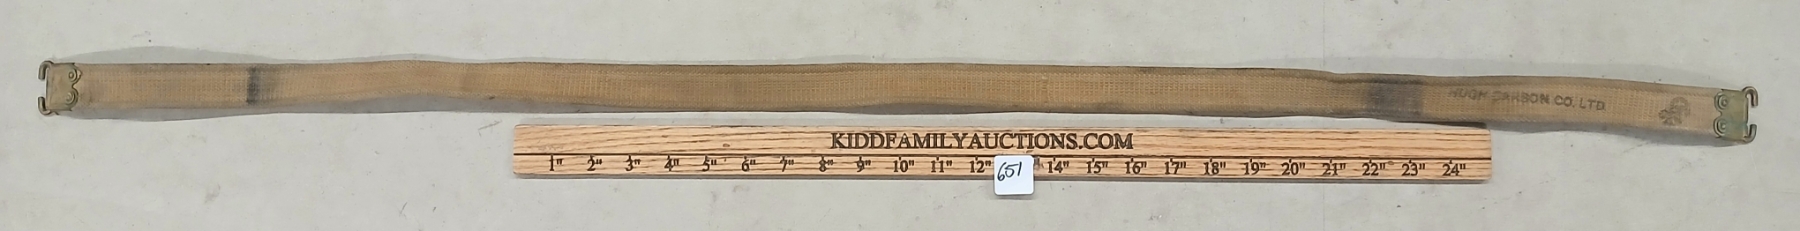 HUGH CARSON CO. LTD.
KIDDFAMILYAUCTIONS.COM
1" 2" 3" 4" 5" 6" 7" 8" 9" 10" 11" 12" 14" 15" 16" 17" 18" 19" 20" 21" 22" 23" 24"
651